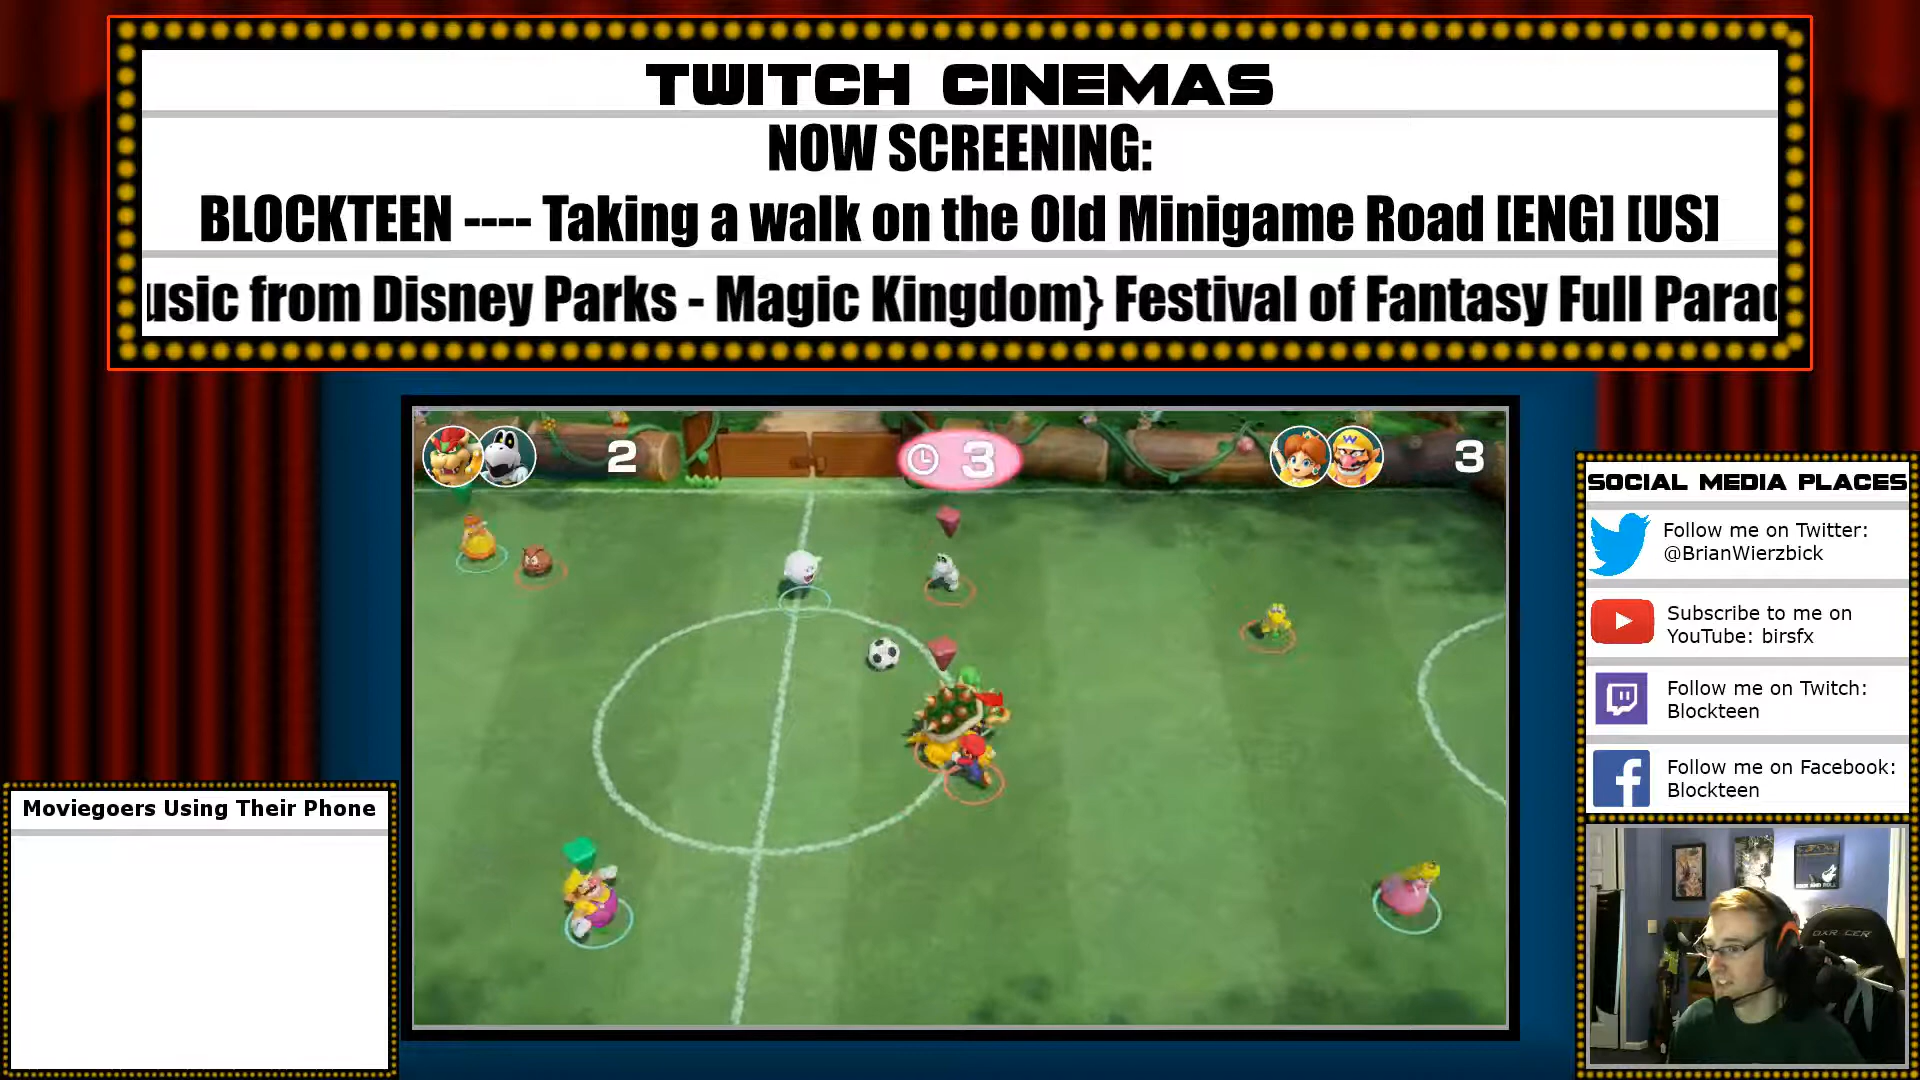 TWITCH CINEMAS
NOW SCREENING:
BLOCKTEEN ---- Taking a walk on the Old Minigame Road [ENG] [US]
usic from Disney Parks - Magic Kingdom} Festival of Fantasy Full Parad
2
3
3
SOCIAL MEDIA PLACES
Follow me on Twitter:
@BrianWierzbick
Subscribe to me on
YouTube: birsfx
Follow me on Twitch:
Blockteen
Follow me on Facebook:
Blockteen
Moviegoers Using Their Phone